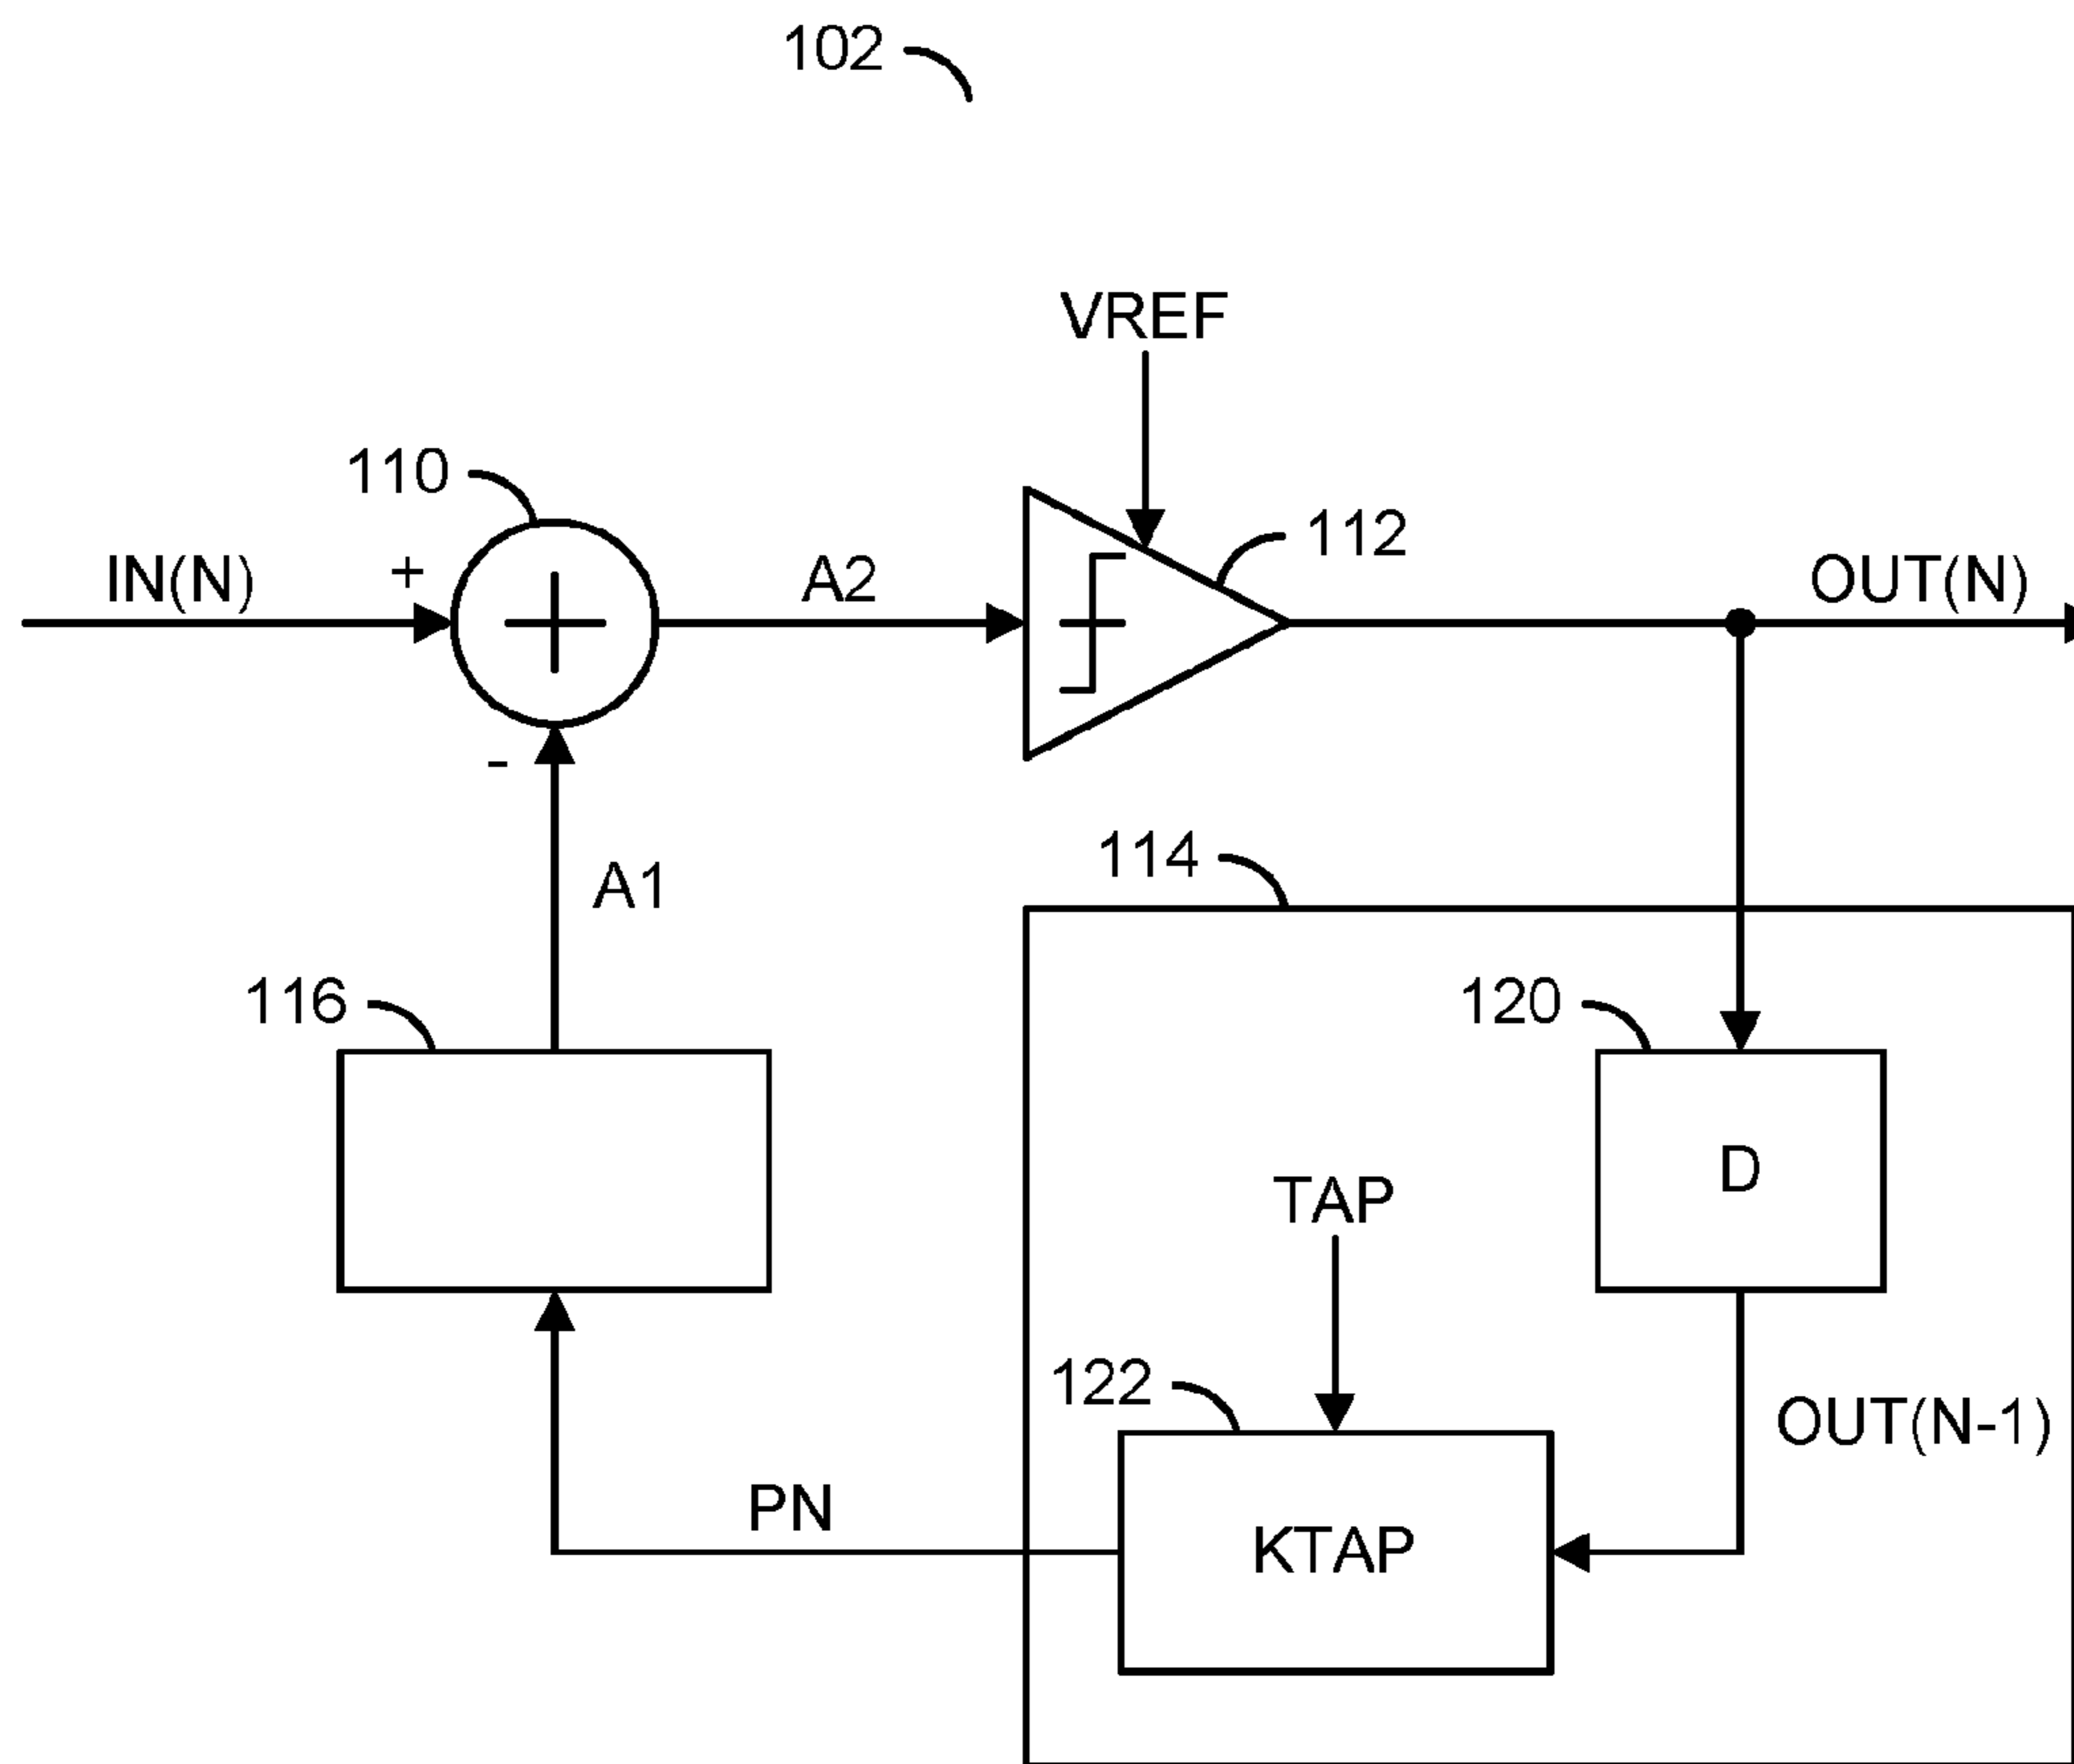 102
VREF
110
112
IN(N)
+
A2
OUT(N)
-
114
A1
116
120
D
TAP
122
OUT(N-1)
PN
KTAP